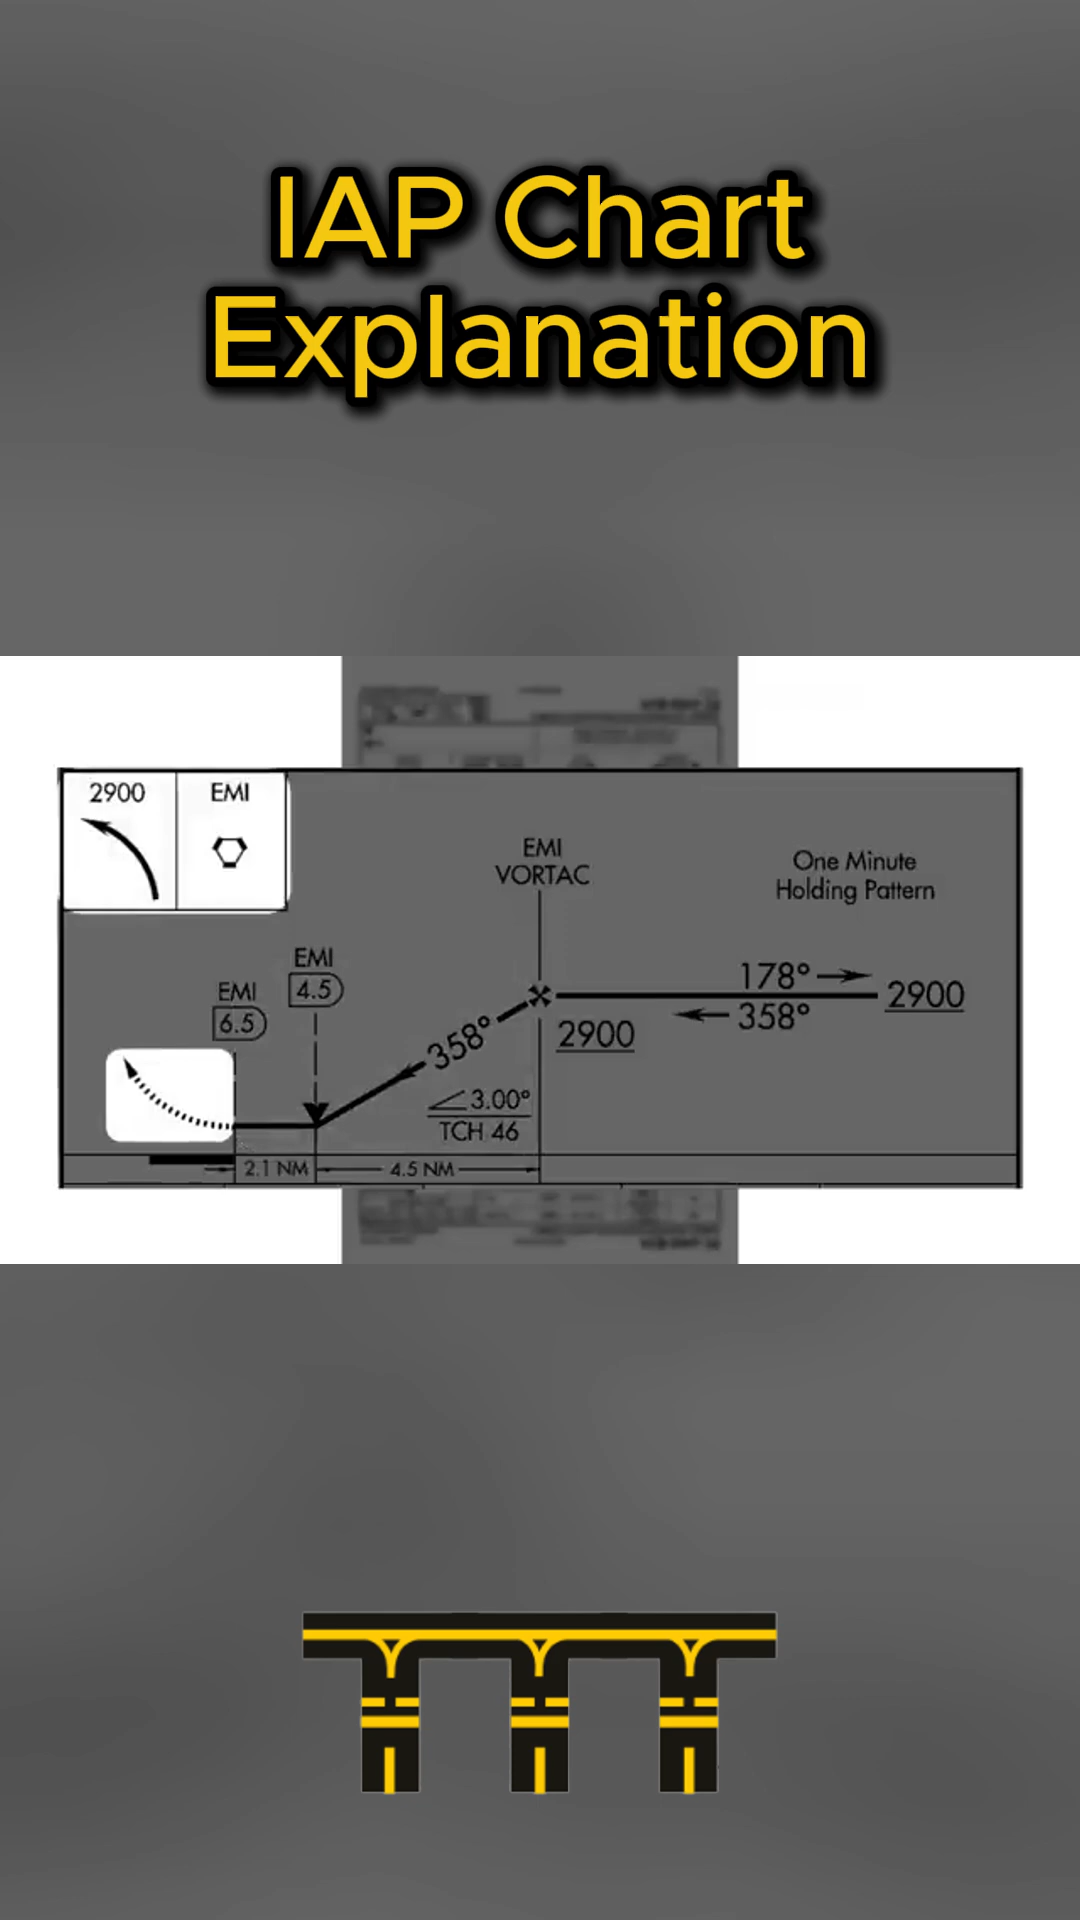 IAP Chart
Explanation
2900
EMI
EMI
VORTAC
One Minute
Holding Pattern
EMI
4.5
EMI
6.5
178°
358°
2900
2900
358°
3.00°
TCH 46
2.1 NM
4.5 NM